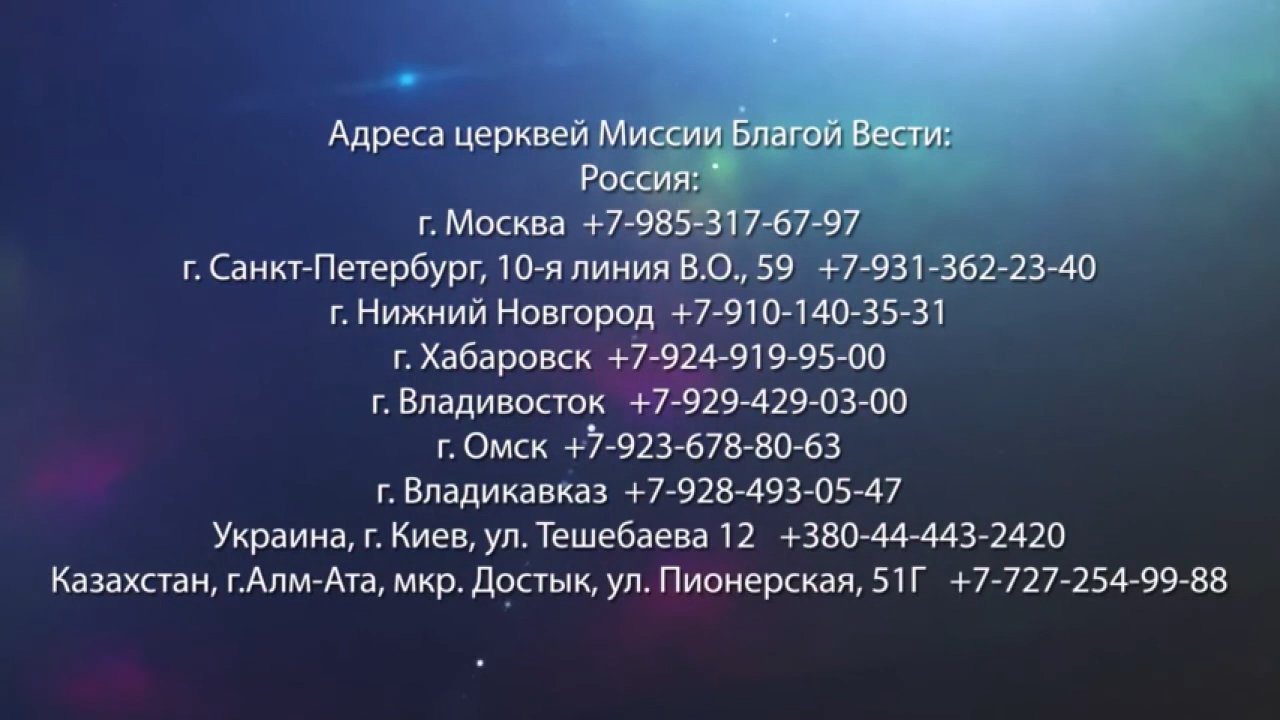 Адреса церквей Миссии Благой Вести:
Россия:
г. Москва +7-985-317-67-97
г. Санкт-Петербург, 10-я линия В.О., 59 +7-931-362-23-40
г. Нижний Новгород +7-910-140-35-31
г. Хабаровск +7-924-919-95-00
г. Владивосток +7-929-429-03-00
г. Омск +7-923-678-80-63
г. Владикавказ +7-928-493-05-47
Украина, г. Киев, ул. Тешебаева 12 +380-44-443-2420
Казахстан, г.Алм-Ата, мкр. Достык, ул. Пионерская, 51Г +7-727-254-99-88